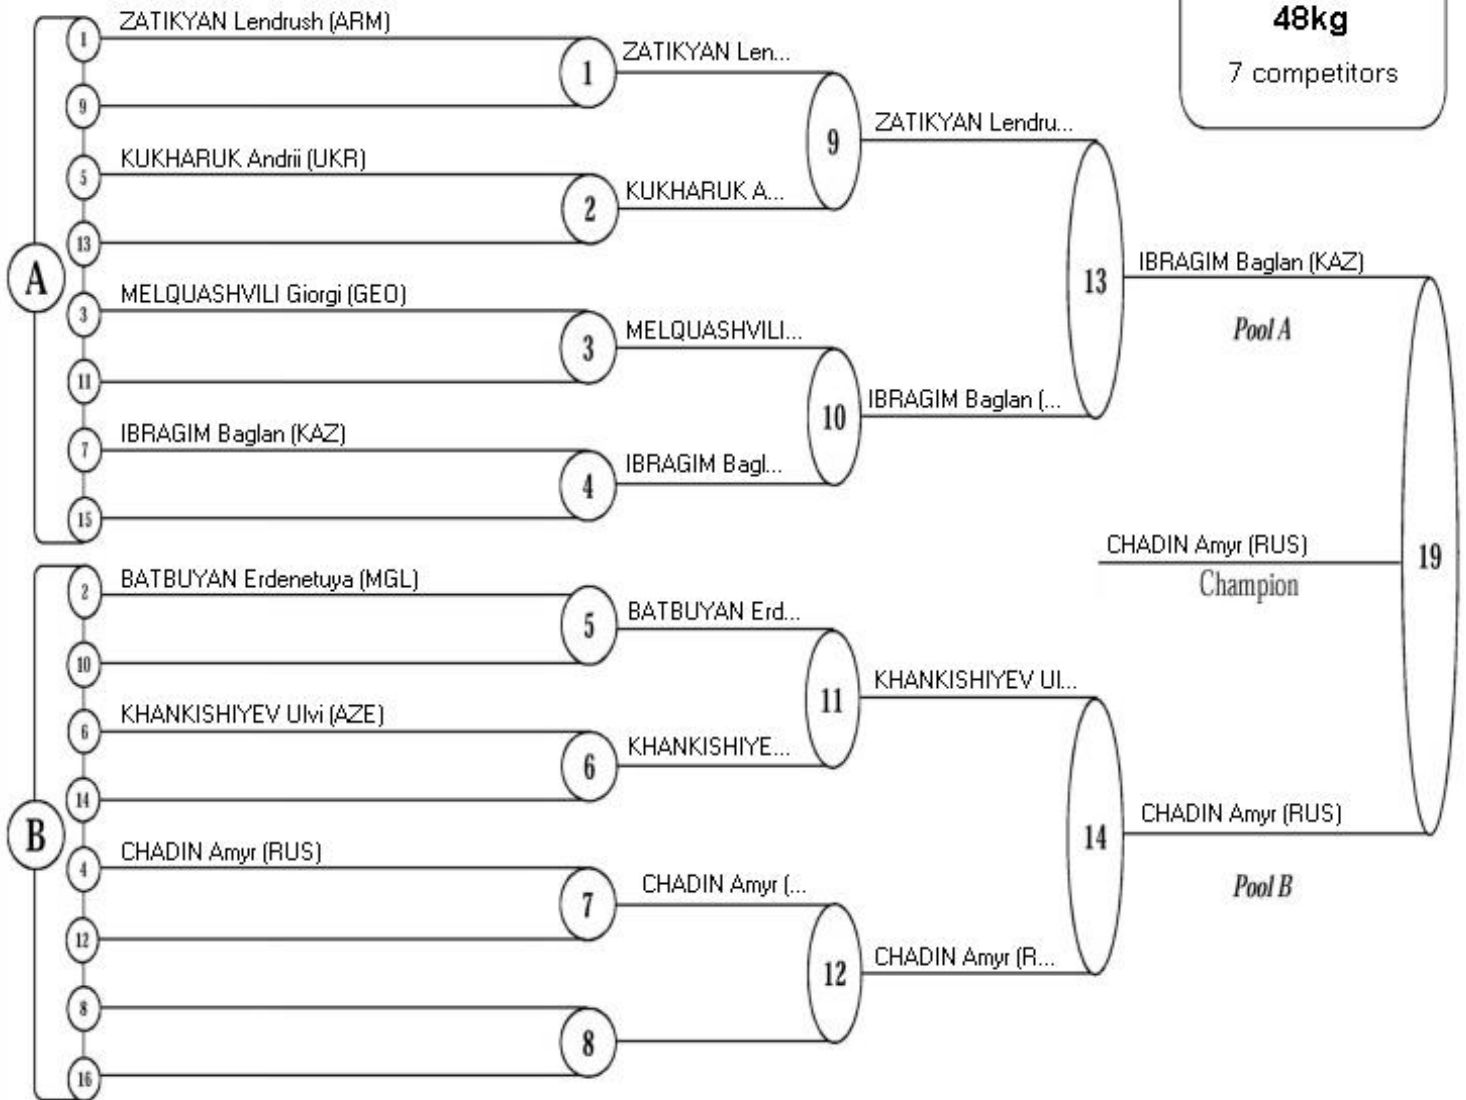 48kg
7 competitors
A
1
ZATIKYAN Lendrush (ARM)
9
1
ZATIKYAN Len...
5
KUKHARUK Andrii (UKR)
13
2
KUKHARUK A...
9
ZATIKYAN Lendru...
3
MELQUASHVILI Giorgi (GEO)
11
3
MELQUASHVILI...
7
IBRAGIM Baglan (KAZ)
15
4
IBRAGIM Bagl...
10
IBRAGIM Baglan (...
13
IBRAGIM Baglan (KAZ)
Pool A
B
2
BATBUYAN Erdenetuya (MGL)
10
5
BATBUYAN Erd...
6
KHANKISHIYEV Ulvi (AZE)
14
6
KHANKISHIYE...
11
KHANKISHIYEV Ul...
4
CHADIN Amyr (RUS)
12
7
CHADIN Amyr (...
8
16
8
12
CHADIN Amyr (R...
14
CHADIN Amyr (RUS)
Pool B
19
CHADIN Amyr (RUS)
Champion